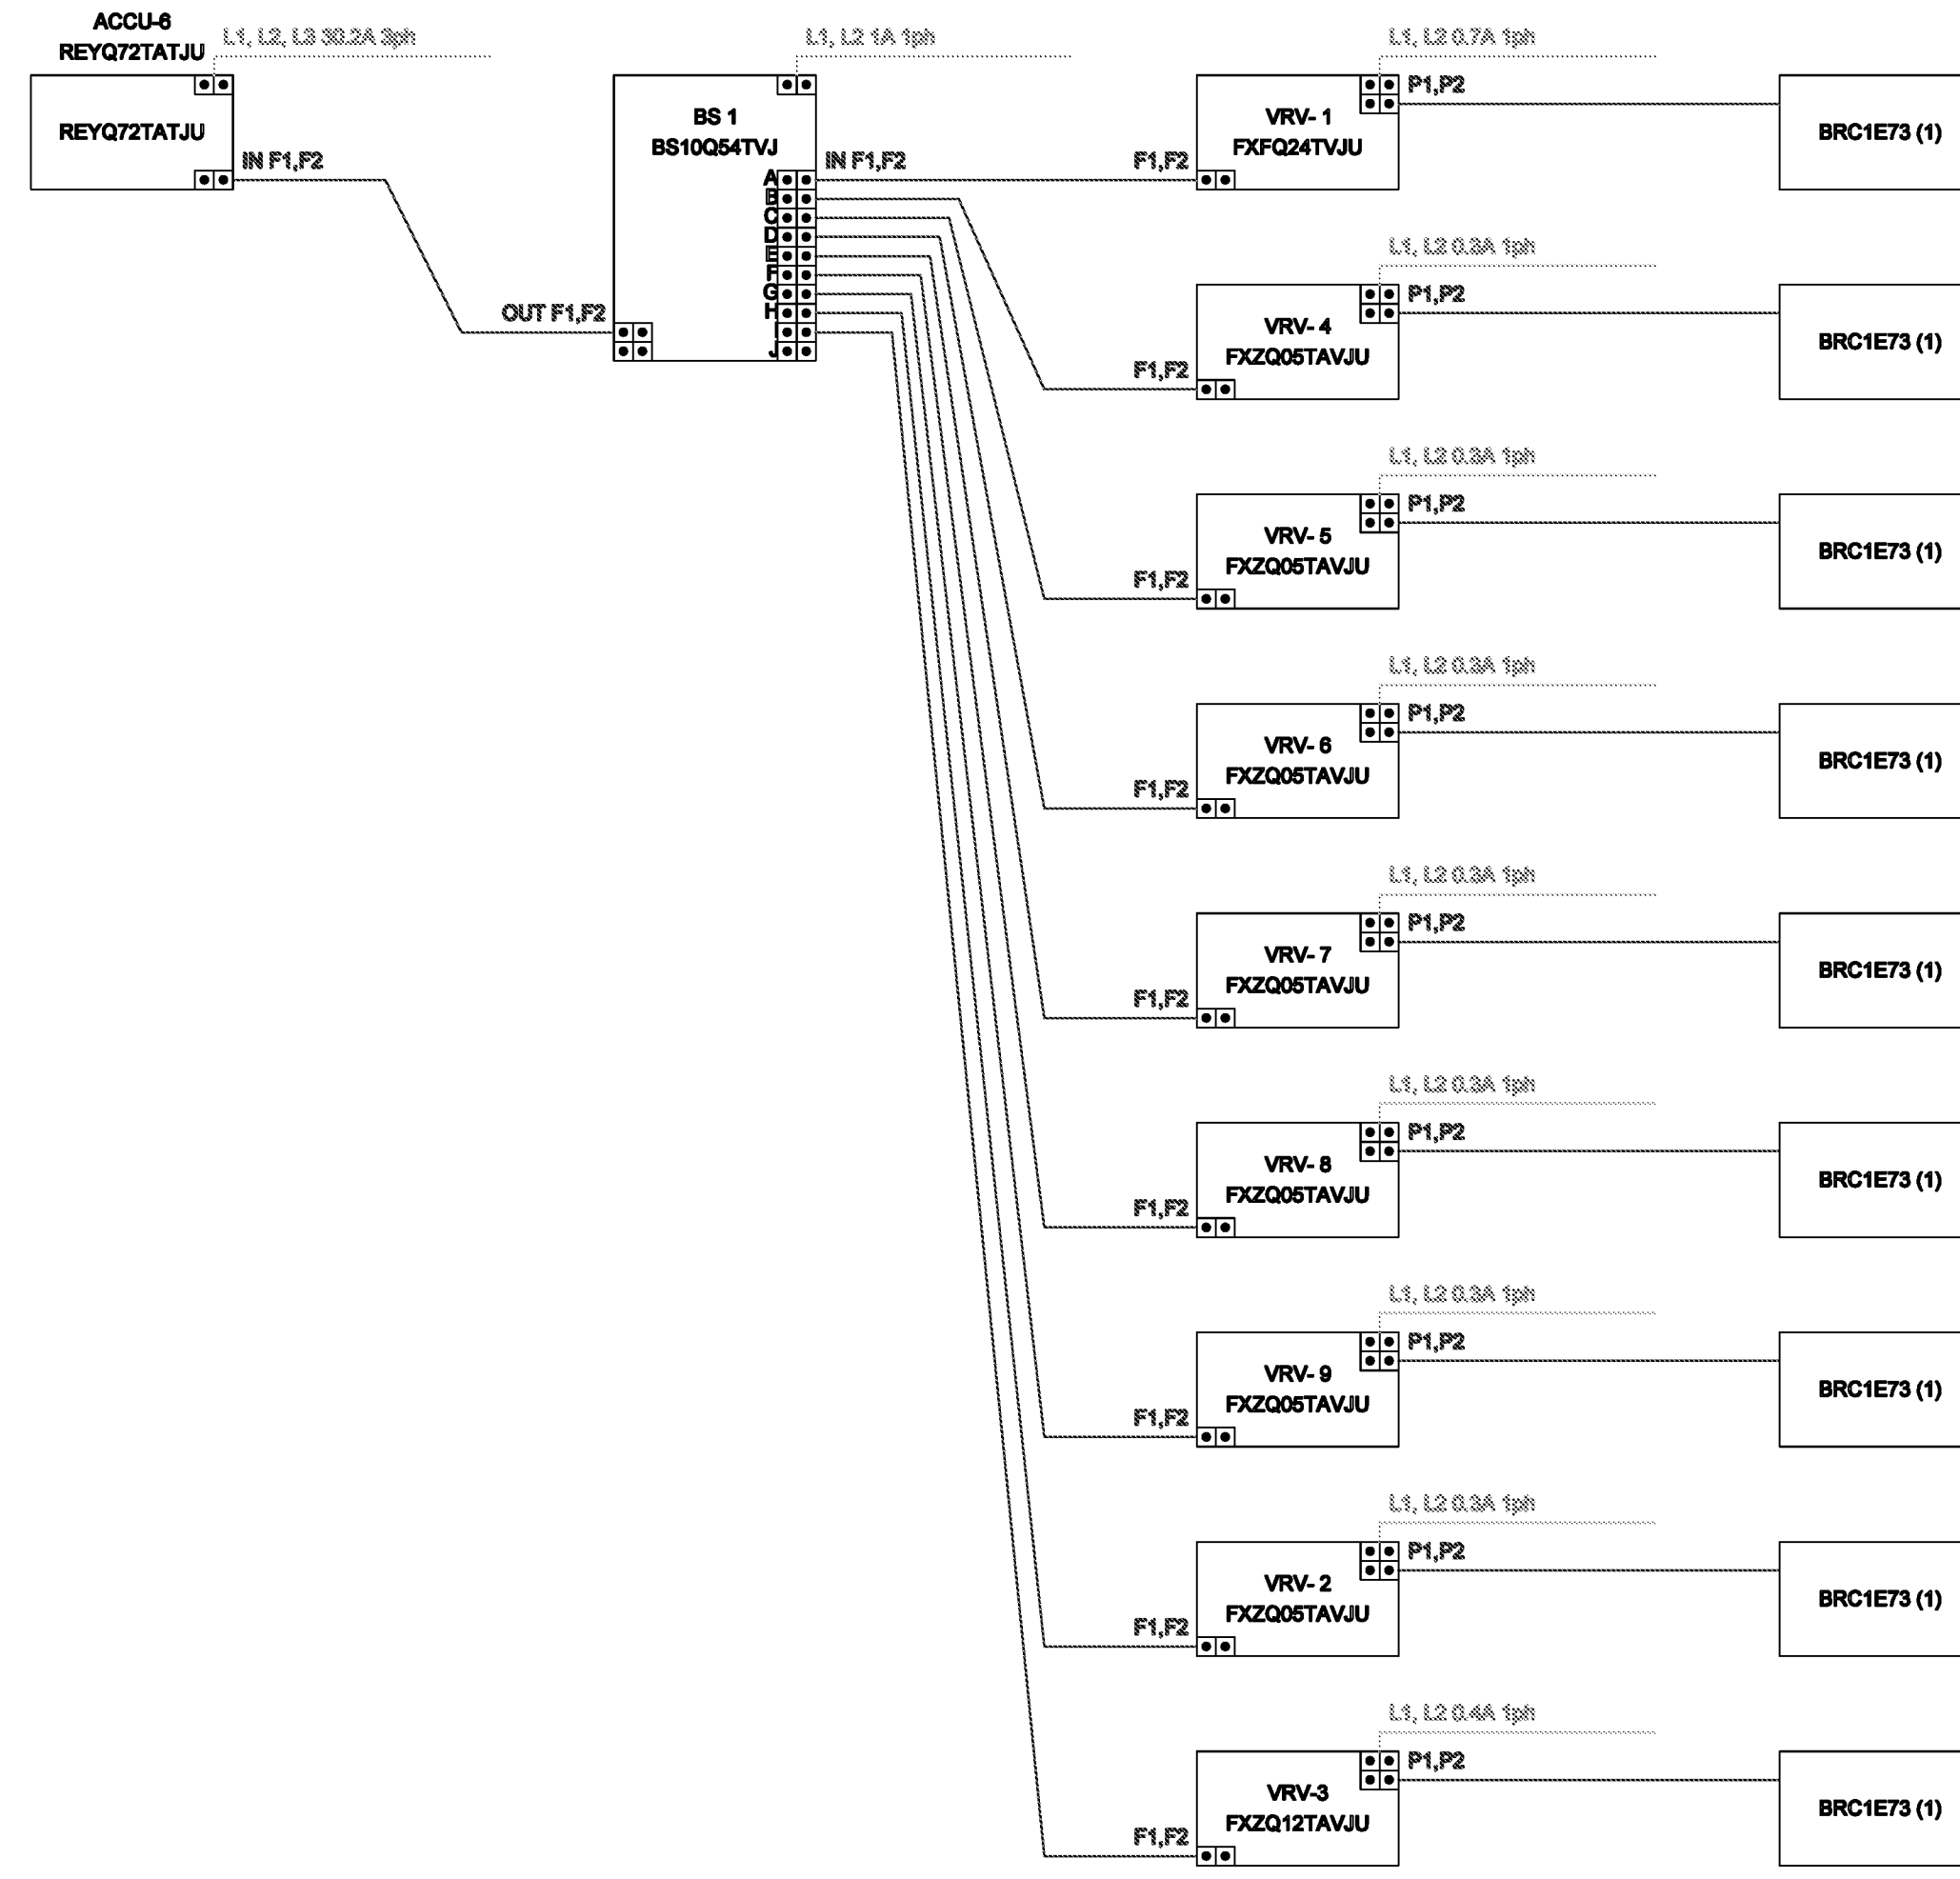 ACCU-6
REYQ72TATJU
L1, L2, L3 30.2A 3ph
REYQ72TATJU
IN F1,F2
L1, L2 1A 1ph
BS 1
BS10Q54TVJ
OUT F1,F2
IN F1,F2
A
B
C
D
E
F
G
H
I
J
L1, L2 0.7A 1ph
P1,P2
VRV- 1
FXFQ24TVJU
F1,F2
BRC1E73 (1)
L1, L2 0.3A 1ph
P1,P2
VRV- 4
FXZQ05TAVJU
F1,F2
BRC1E73 (1)
L1, L2 0.3A 1ph
P1,P2
VRV- 5
FXZQ05TAVJU
F1,F2
BRC1E73 (1)
L1, L2 0.3A 1ph
P1,P2
VRV- 6
FXZQ05TAVJU
F1,F2
BRC1E73 (1)
L1, L2 0.3A 1ph
P1,P2
VRV- 7
FXZQ05TAVJU
F1,F2
BRC1E73 (1)
L1, L2 0.3A 1ph
P1,P2
VRV- 8
FXZQ05TAVJU
F1,F2
BRC1E73 (1)
L1, L2 0.3A 1ph
P1,P2
VRV- 9
FXZQ05TAVJU
F1,F2
BRC1E73 (1)
L1, L2 0.3A 1ph
P1,P2
VRV- 2
FXZQ05TAVJU
F1,F2
BRC1E73 (1)
L1, L2 0.4A 1ph
P1,P2
VRV-3
FXZQ12TAVJU
F1,F2
BRC1E73 (1)